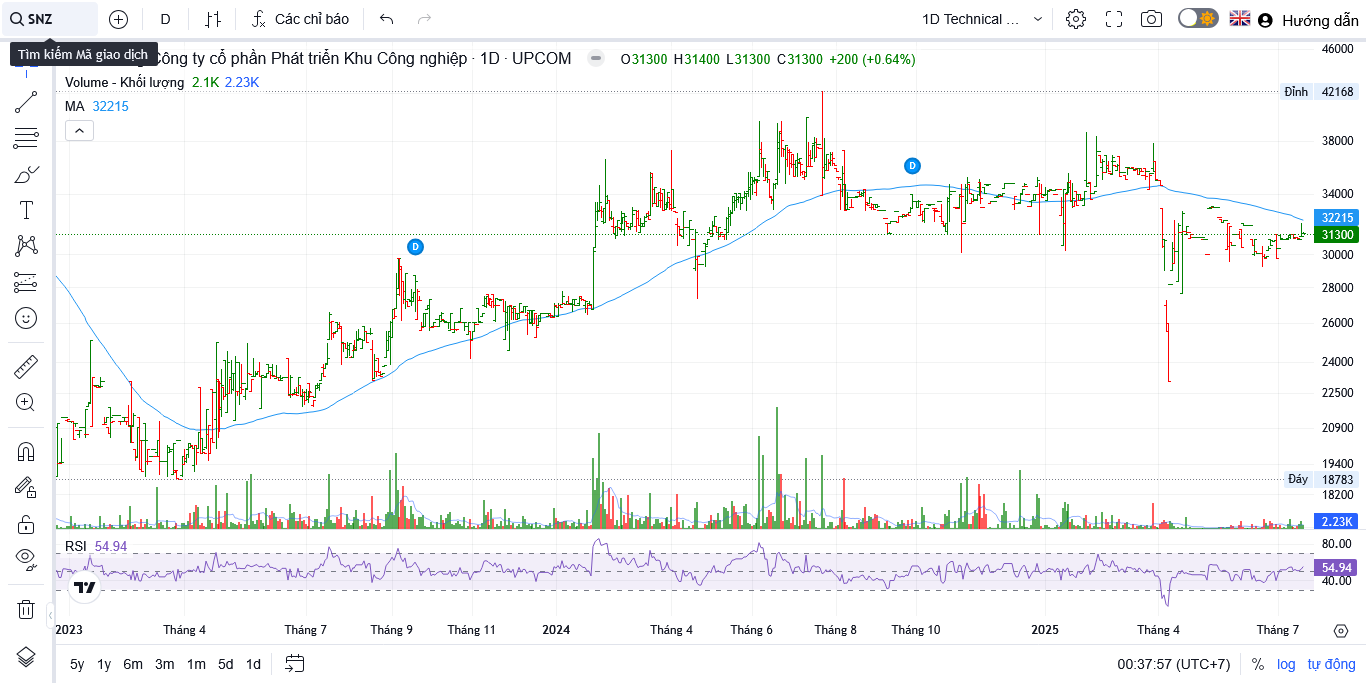 SNZ
D
Các chỉ báo
1D Technical ...
Hướng dẫn
Tìm kiếm Mã giao dịch
Công ty cổ phần Phát triển Khu Công nghiệp · 1D · UPCOM
O31300 H31400 L31300 C31300 +200 (+0.64%)
Volume - Khối lượng 2.1K 2.23K
MA 32215
46000
Đỉnh 42168
38000
34000
32215
31300
30000
28000
26000
24000
22500
20900
19400
Đáy 18783
18200
2.23K
D
D
RSI 54.94
80.00
54.94
40.00
2023 Tháng 4 Tháng 7 Tháng 9 Tháng 11 2024 Tháng 4 Tháng 6 Tháng 8 Tháng 10 2025 Tháng 4 Tháng 7
5y 1y 6m 3m 1m 5d 1d
00:37:57 (UTC+7) % log tự động